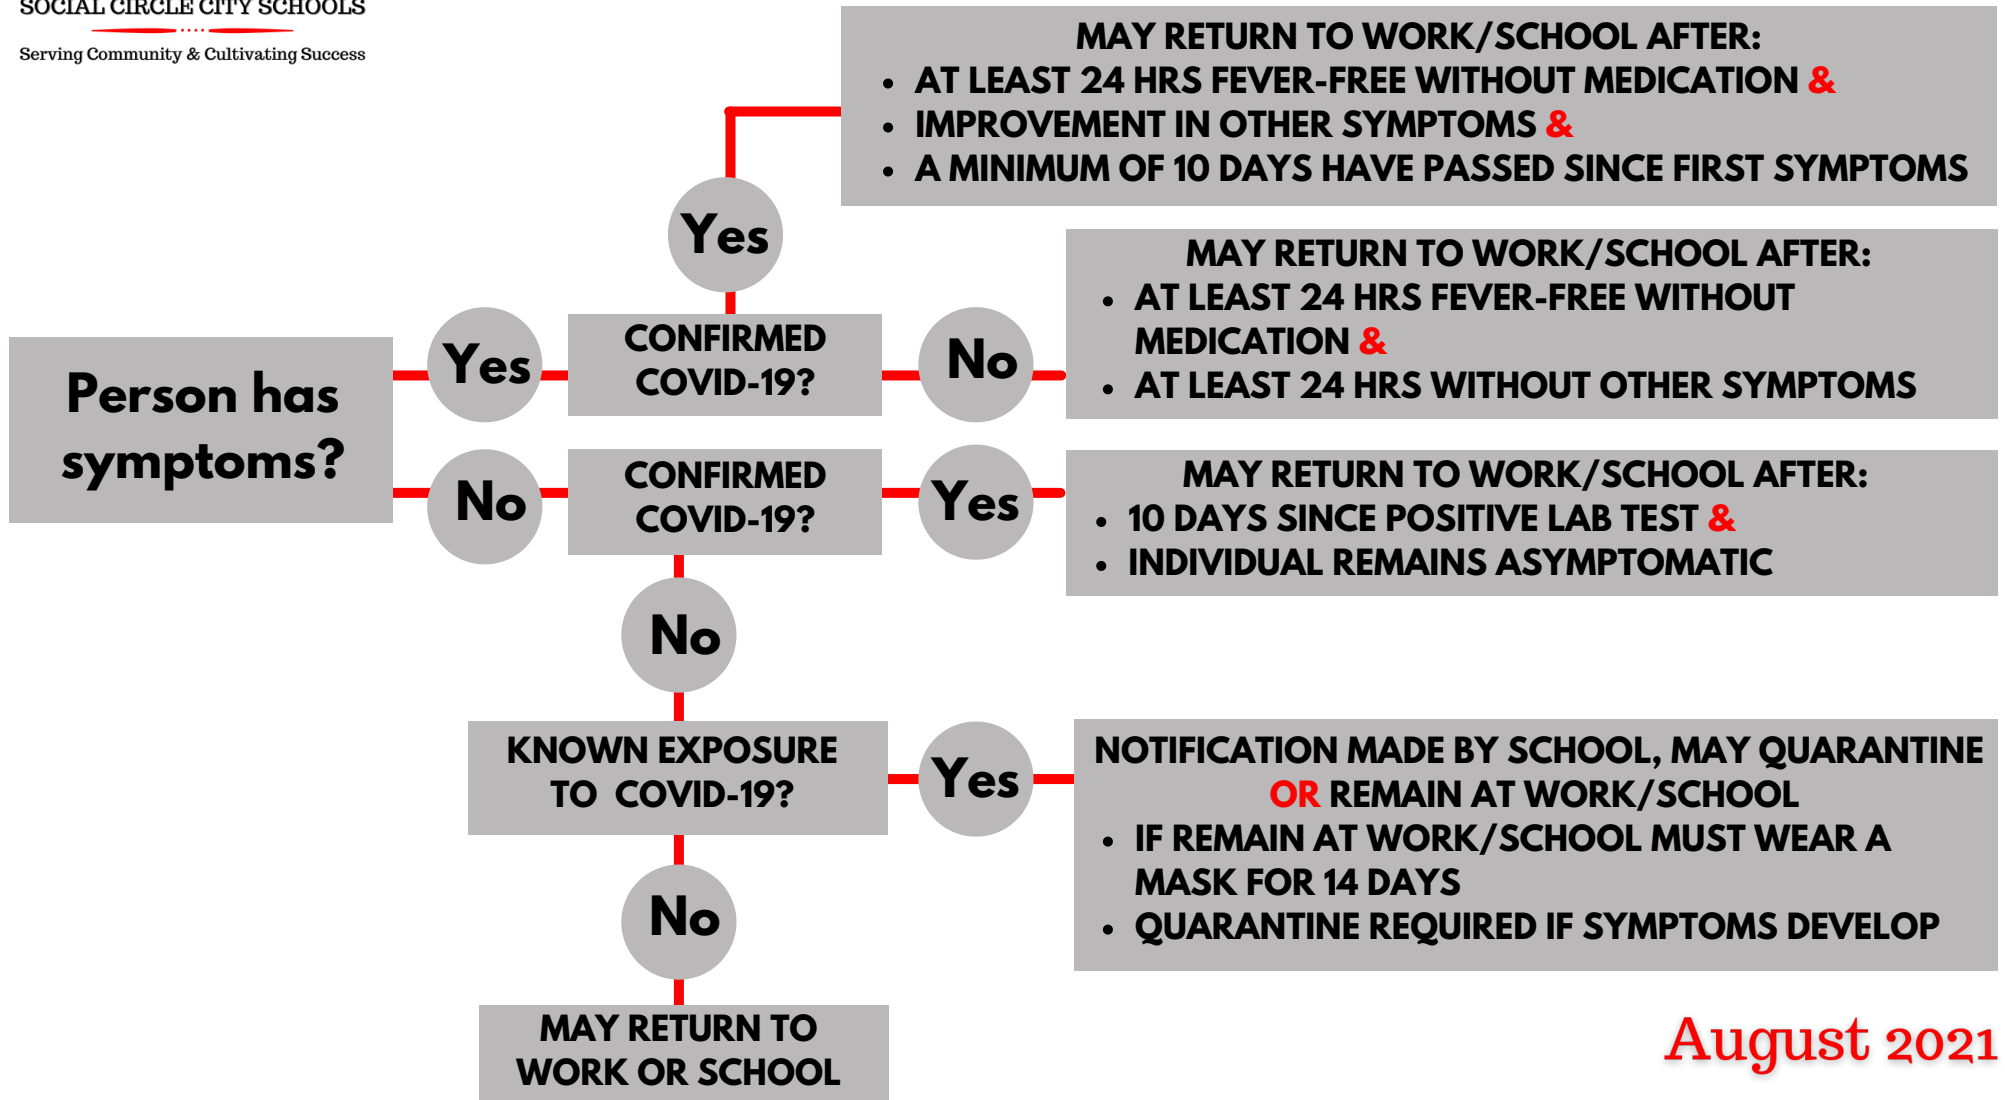 SOCIAL CIRCLE CITY SCHOOLS
Serving Community & Cultivating Success
MAY RETURN TO WORK/SCHOOL AFTER:
• AT LEAST 24 HRS FEVER-FREE WITHOUT MEDICATION &
• IMPROVEMENT IN OTHER SYMPTOMS &
• A MINIMUM OF 10 DAYS HAVE PASSED SINCE FIRST SYMPTOMS
Yes
Person has
symptoms?
Yes
CONFIRMED
COVID-19?
No
MAY RETURN TO WORK/SCHOOL AFTER:
• AT LEAST 24 HRS FEVER-FREE WITHOUT
MEDICATION &
• AT LEAST 24 HRS WITHOUT OTHER SYMPTOMS
No
CONFIRMED
COVID-19?
Yes
MAY RETURN TO WORK/SCHOOL AFTER:
• 10 DAYS SINCE POSITIVE LAB TEST &
• INDIVIDUAL REMAINS ASYMPTOMATIC
No
KNOWN EXPOSURE
TO COVID-19?
Yes
NOTIFICATION MADE BY SCHOOL, MAY QUARANTINE
OR REMAIN AT WORK/SCHOOL
• IF REMAIN AT WORK/SCHOOL MUST WEAR A
MASK FOR 14 DAYS
• QUARANTINE REQUIRED IF SYMPTOMS DEVELOP
No
MAY RETURN TO
WORK OR SCHOOL
August 2021